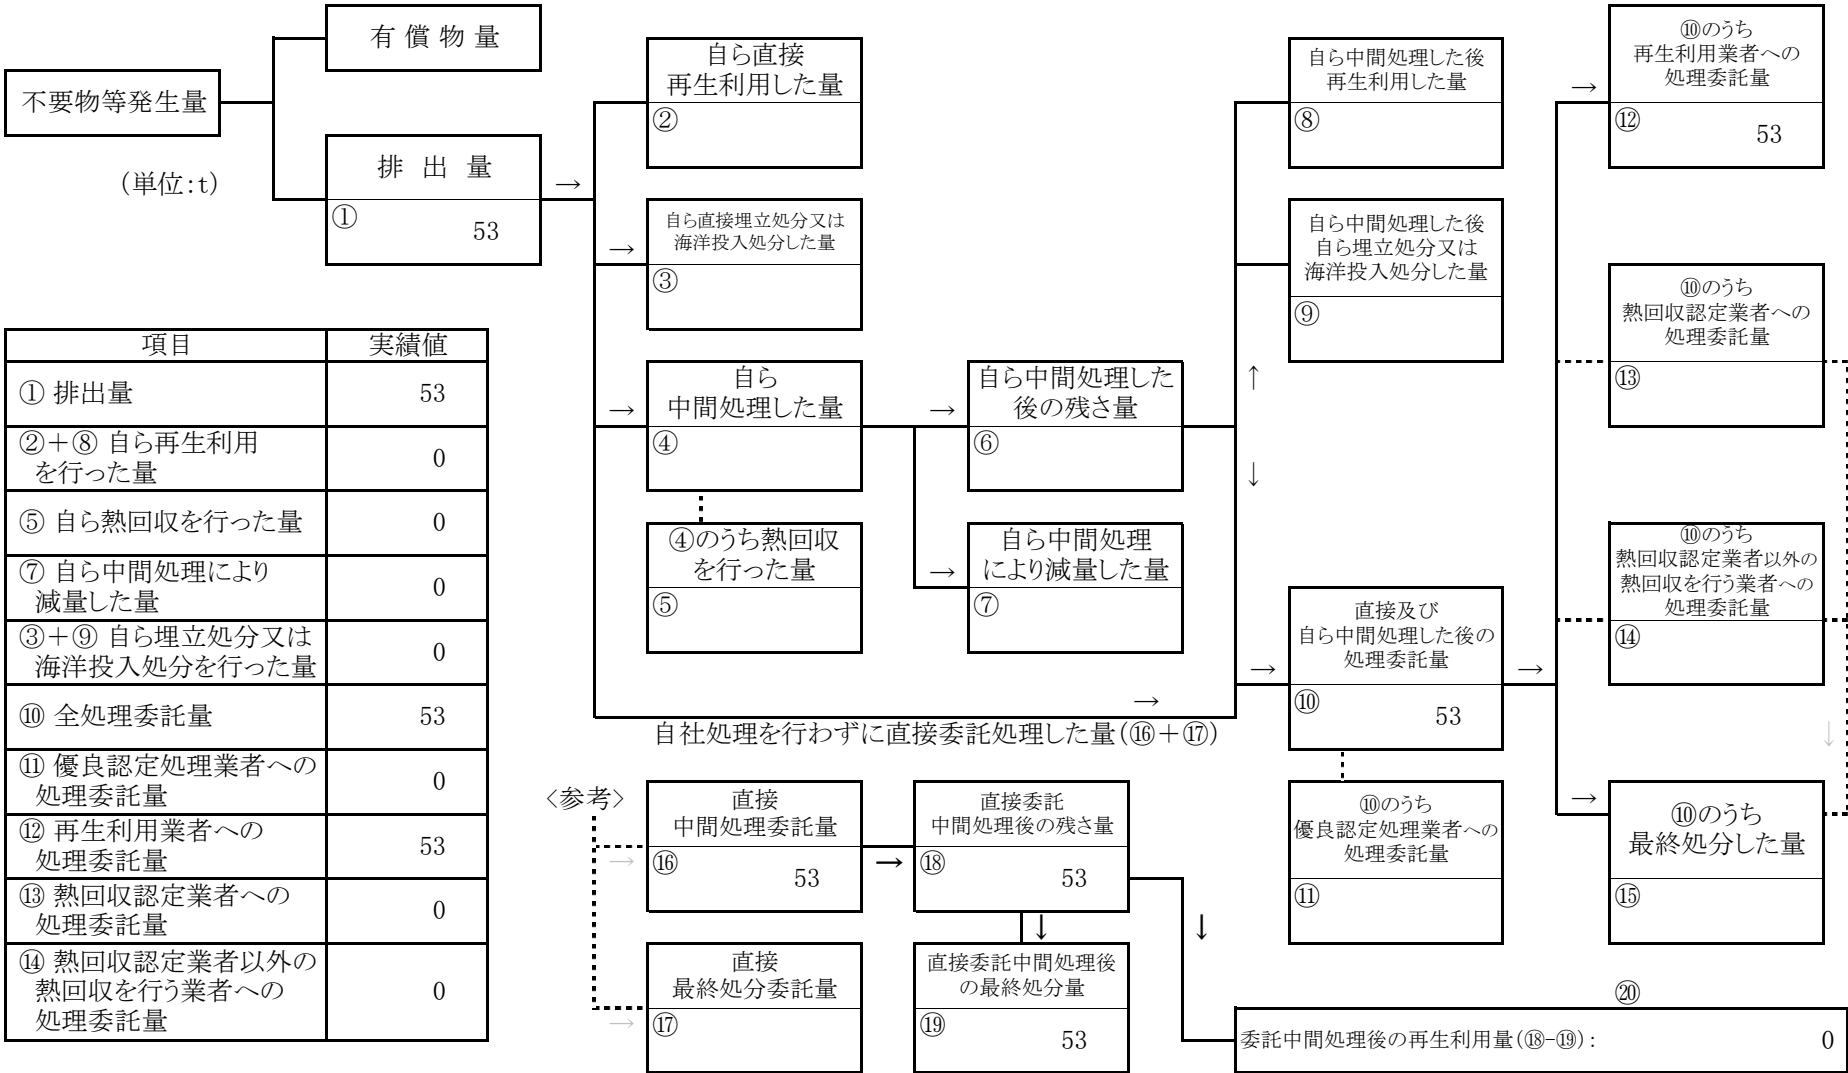 不要物等発生量
(単位:t)
有 償 物 量
排 出 量
①
53
→
自ら直接
再生利用した量
②
→
自ら直接埋立処分又は
海洋投入処分した量
③
→
自ら
中間処理した量
④
④のうち熱回収
を行った量
⑤
→
自ら中間処理した
後の残さ量
⑥
→
自ら中間処理
により減量した量
⑦
自ら中間処理した後
再生利用した量
⑧
自ら中間処理した後
自ら埋立処分又は
海洋投入処分した量
⑨
↑
↓
→
自社処理を行わずに直接委託処理した量(⑯+⑰)
→
直接及び
自ら中間処理した後の
処理委託量
⑩
53
→
⑩のうち
優良認定処理業者への
処理委託量
⑪
→
⑩のうち
再生利用業者への
処理委託量
⑫
53
⑩のうち
熱回収認定業者への
処理委託量
⑬
⑩のうち
熱回収認定業者以外の
熱回収を行う業者への
処理委託量
⑭
↓
→
⑩のうち
最終処分した量
⑮
項目 実績値
① 排出量 53
②+⑧ 自ら再生利用
を行った量 0
⑤ 自ら熱回収を行った量 0
⑦ 自ら中間処理により
減量した量 0
③+⑨ 自ら埋立処分又は
海洋投入処分を行った量 0
⑩ 全処理委託量 53
⑪ 優良認定処理業者への
処理委託量 0
⑫ 再生利用業者への
処理委託量 53
⑬ 熱回収認定業者への
処理委託量 0
⑭ 熱回収認定業者以外の
熱回収を行う業者への
処理委託量 0
〈参考〉
→
直接
中間処理委託量
⑯
53
→
直接委託
中間処理後の残さ量
⑱
53
↓
↓
→
直接
最終処分委託量
⑰
直接委託中間処理後
の最終処分量
⑲
53
⑳
委託中間処理後の再生利用量(⑱-⑲): 0